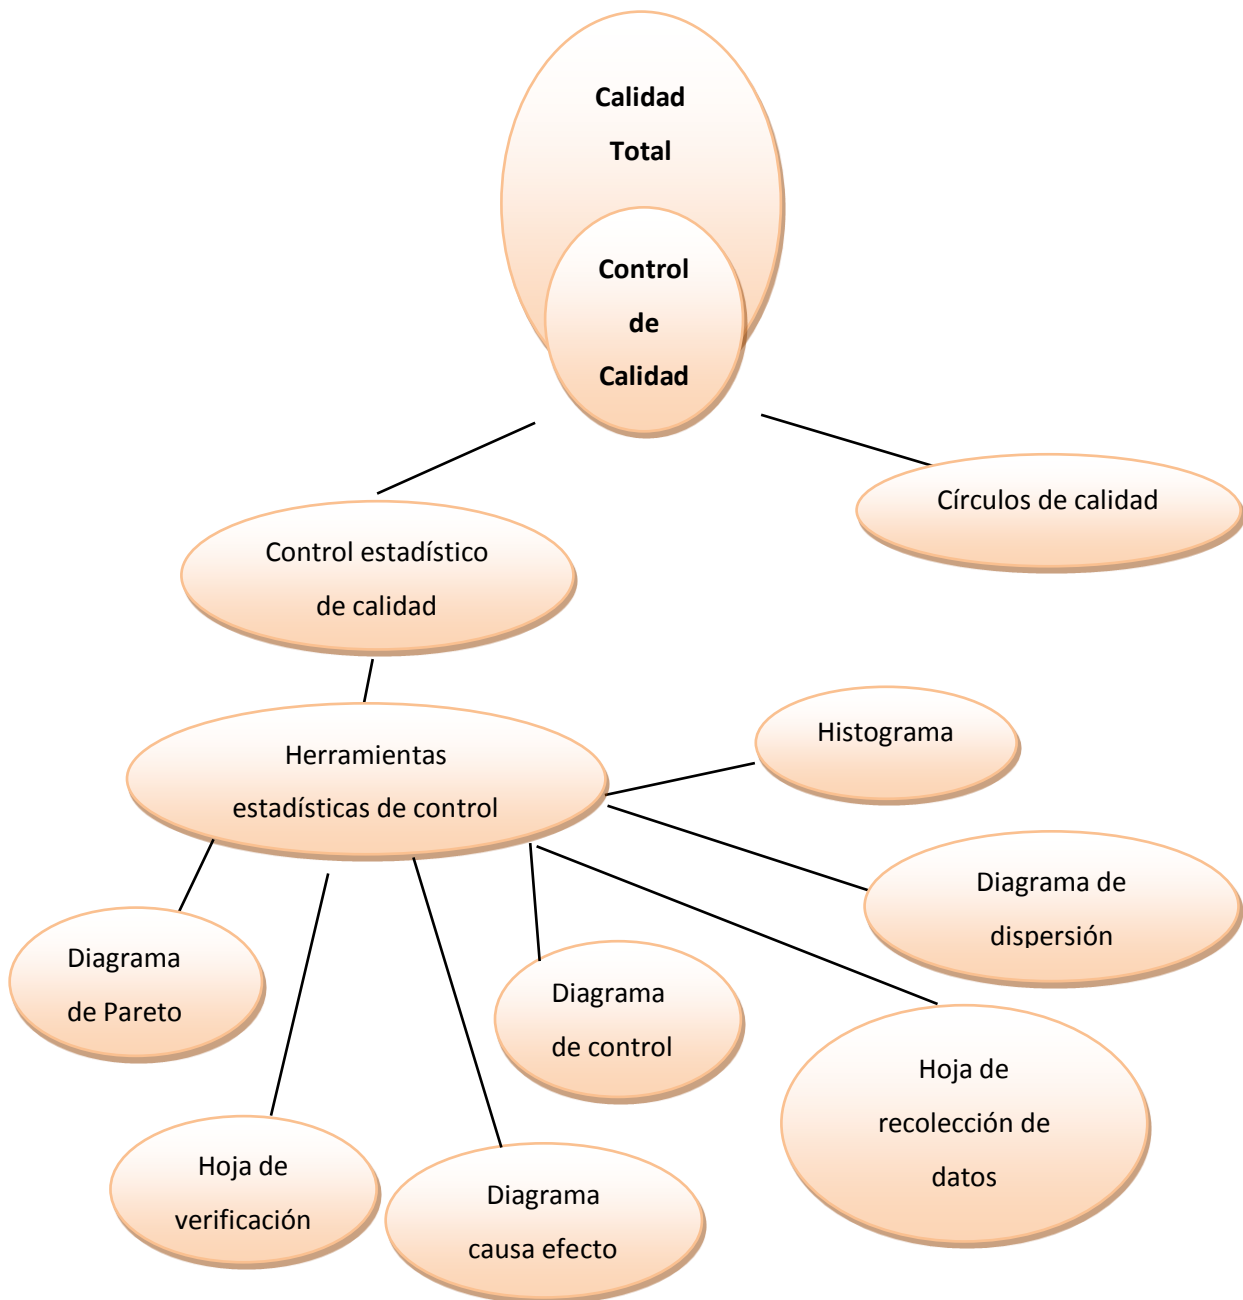 Calidad
Total
Control
de
Calidad
Círculos de calidad
Control estadístico
de calidad
Histograma
Herramientas
estadísticas de control
Diagrama de
dispersión
Diagrama
de Pareto
Diagrama
de control
Hoja de
recolección de
datos
Hoja de
verificación
Diagrama
causa efecto